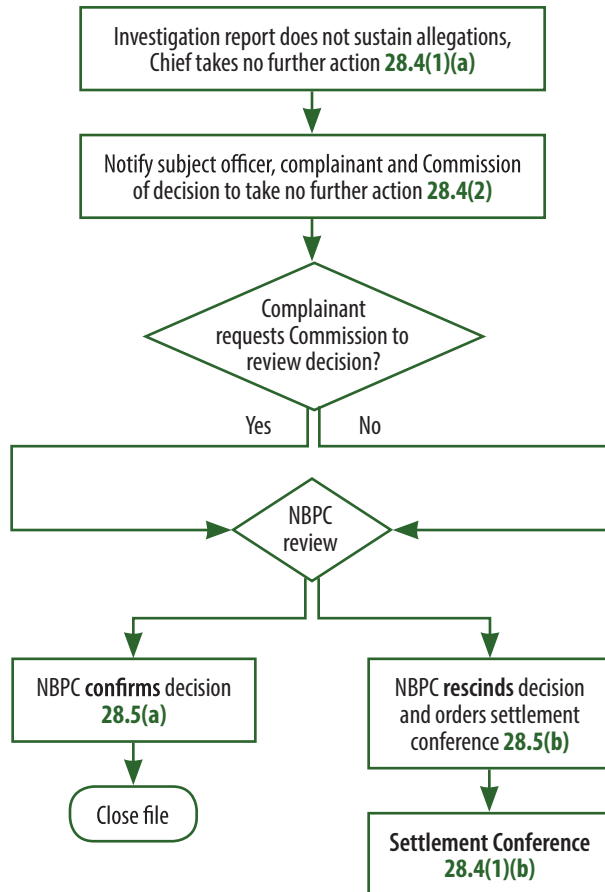 Investigation report does not sustain allegations,
Chief takes no further action 28.4(1)(a)
Notify subject officer, complainant and Commission
of decision to take no further action 28.4(2)
Complainant
requests Commission to
review decision?
Yes
No
NBPC
review
NBPC confirms decision
28.5(a)
NBPC rescinds decision
and orders settlement
conference 28.5(b)
Close file
Settlement Conference
28.4(1)(b)